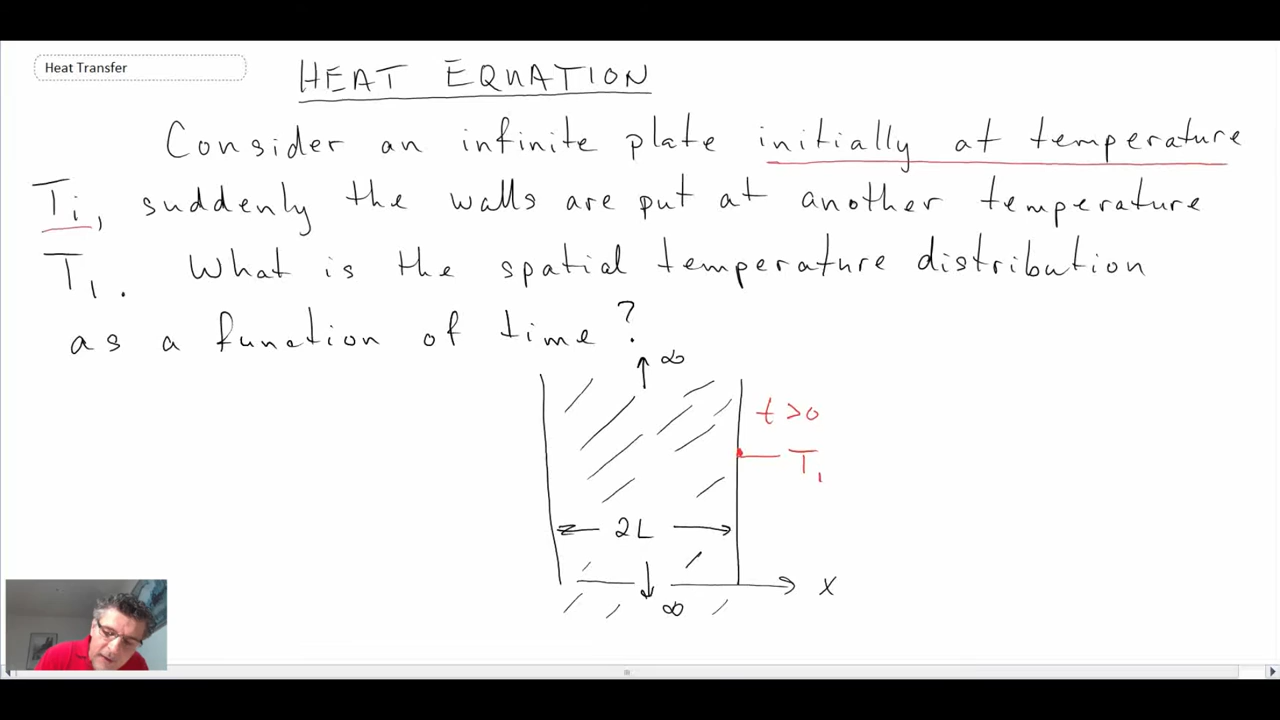 Heat Transfer
HEAT EQUATION
Consider an infinite plate initially at temperature
Ti, suddenly the walls are put at another temperature
T1. What is the spatial temperature distribution
as a function of time?
∞
t>0
T1
2L
x
∞